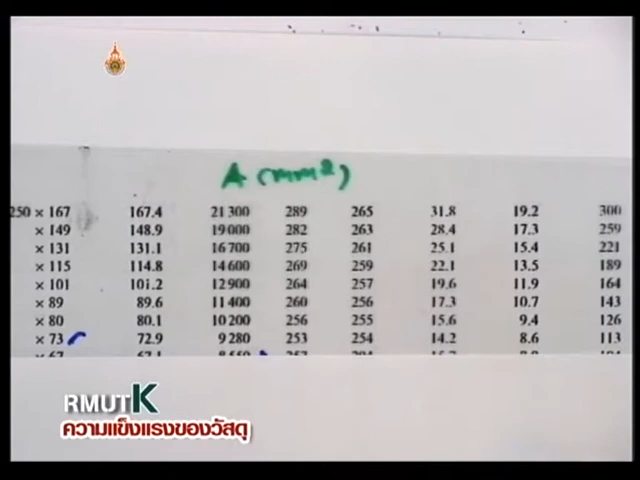 A (mm²)
250 × 167 167.4 21 300 289 265 31.8 19.2 300
× 149 148.9 19 000 282 263 28.4 17.3 259
× 131 131.1 16 700 275 261 25.1 15.4 221
× 115 114.8 14 600 269 259 22.1 13.5 189
× 101 101.2 12 900 264 257 19.6 11.9 164
× 89 89.6 11 400 260 256 17.3 10.7 143
× 80 80.1 10 200 256 255 15.6 9.4 126
× 73 72.9 9 280 253 254 14.2 8.6 113
RMUTK
ความแข็งแรงของวัสดุ